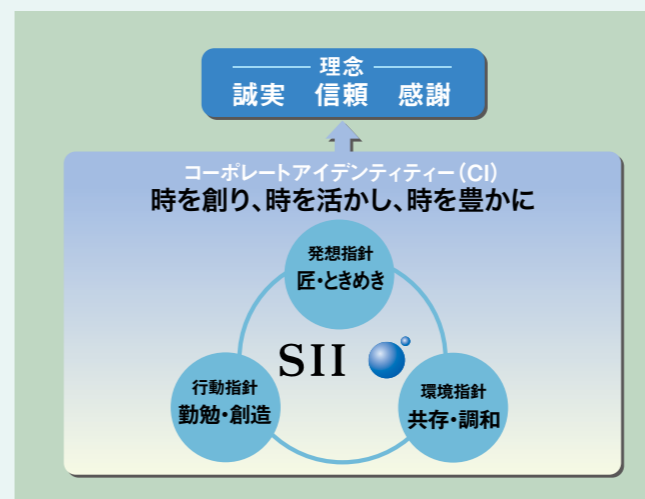 理念
誠実 信頼 感謝
コーポレートアイデンティティー(CI)
時を創り、時を活かし、時を豊かに
発想指針
匠・ときめき
SII
行動指針
勤勉・創造
環境指針
共存・調和